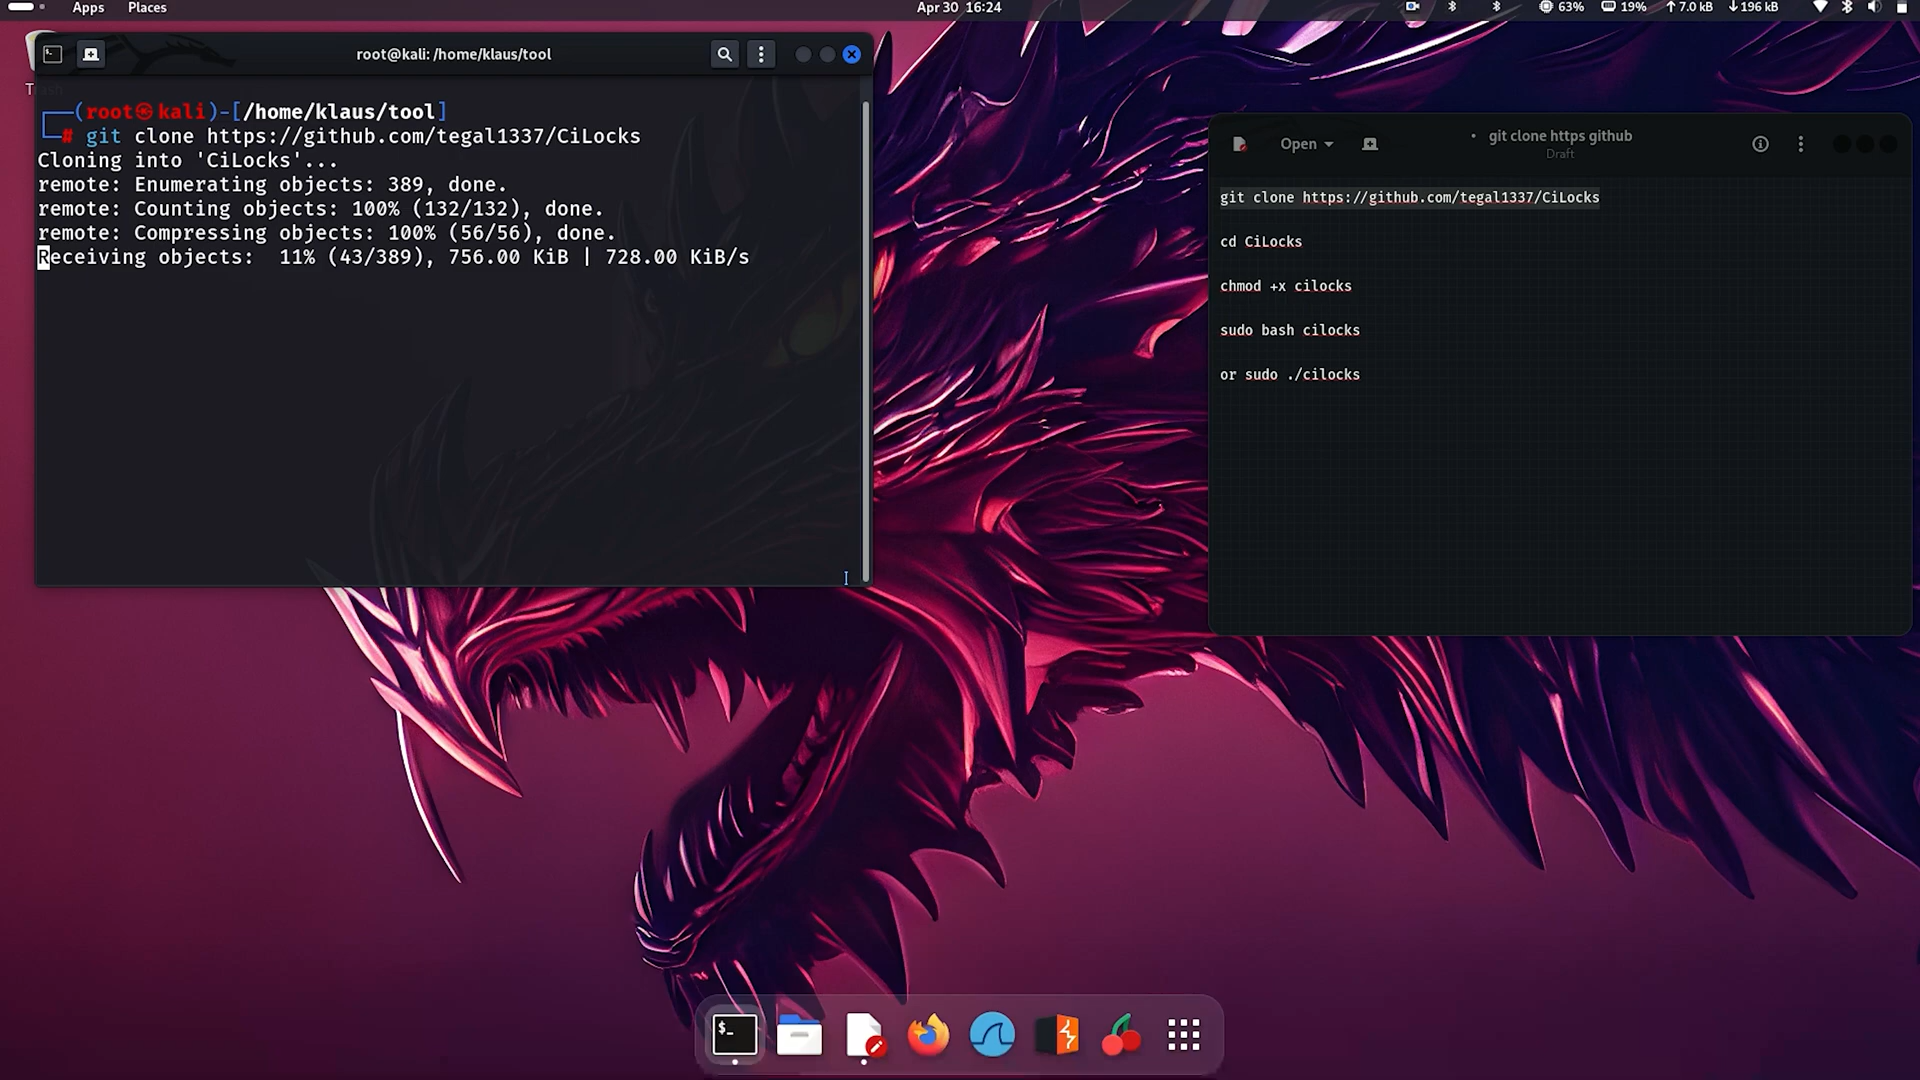 Apps Places
Apr 30 16:24
63% 19% ↑7.0 kB ↓196 kB
Trash
root@kali: /home/klaus/tool
┌──(root㉿kali)-[/home/klaus/tool]
└─# git clone https://github.com/tegal1337/CiLocks
Cloning into 'CiLocks'...
remote: Enumerating objects: 389, done.
remote: Counting objects: 100% (132/132), done.
remote: Compressing objects: 100% (56/56), done.
Receiving objects:  11% (43/389), 756.00 KiB | 728.00 KiB/s
Open
• git clone https github
Draft
git clone https://github.com/tegal1337/CiLocks
cd CiLocks
chmod +x cilocks
sudo bash cilocks
or sudo ./cilocks
$_